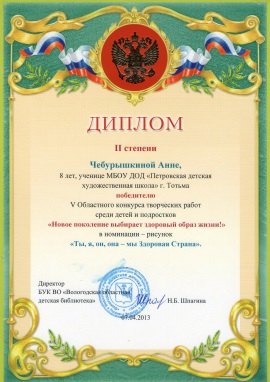 ДИПЛОМ
II степени
Чебурышкиной Анне,
8 лет, ученице МБОУ ДОД «Петровская детская
художественная школа» г. Тотьма
победителю
V Областного конкурса творческих работ
среди детей и подростков
«Новое поколение выбирает здоровый образ жизни!»
в номинации – рисунок
«Ты, я, он, она – мы Здоровая Страна».
Директор
БУК ВО «Вологодская областная
детская библиотека»
Н.Б. Шпагина
07.04.2013